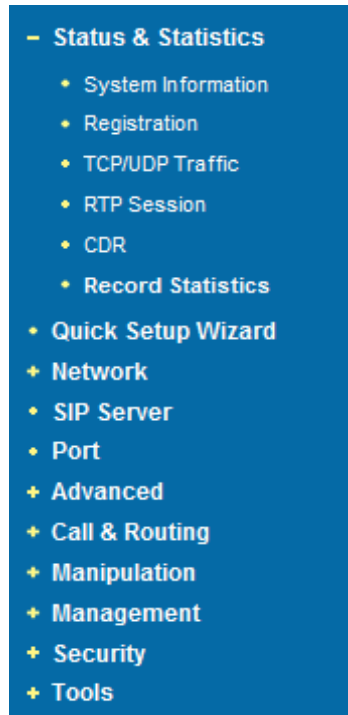 Status & Statistics
System Information
Registration
TCP/UDP Traffic
RTP Session
CDR
Record Statistics
Quick Setup Wizard
Network
SIP Server
Port
Advanced
Call & Routing
Manipulation
Management
Security
Tools